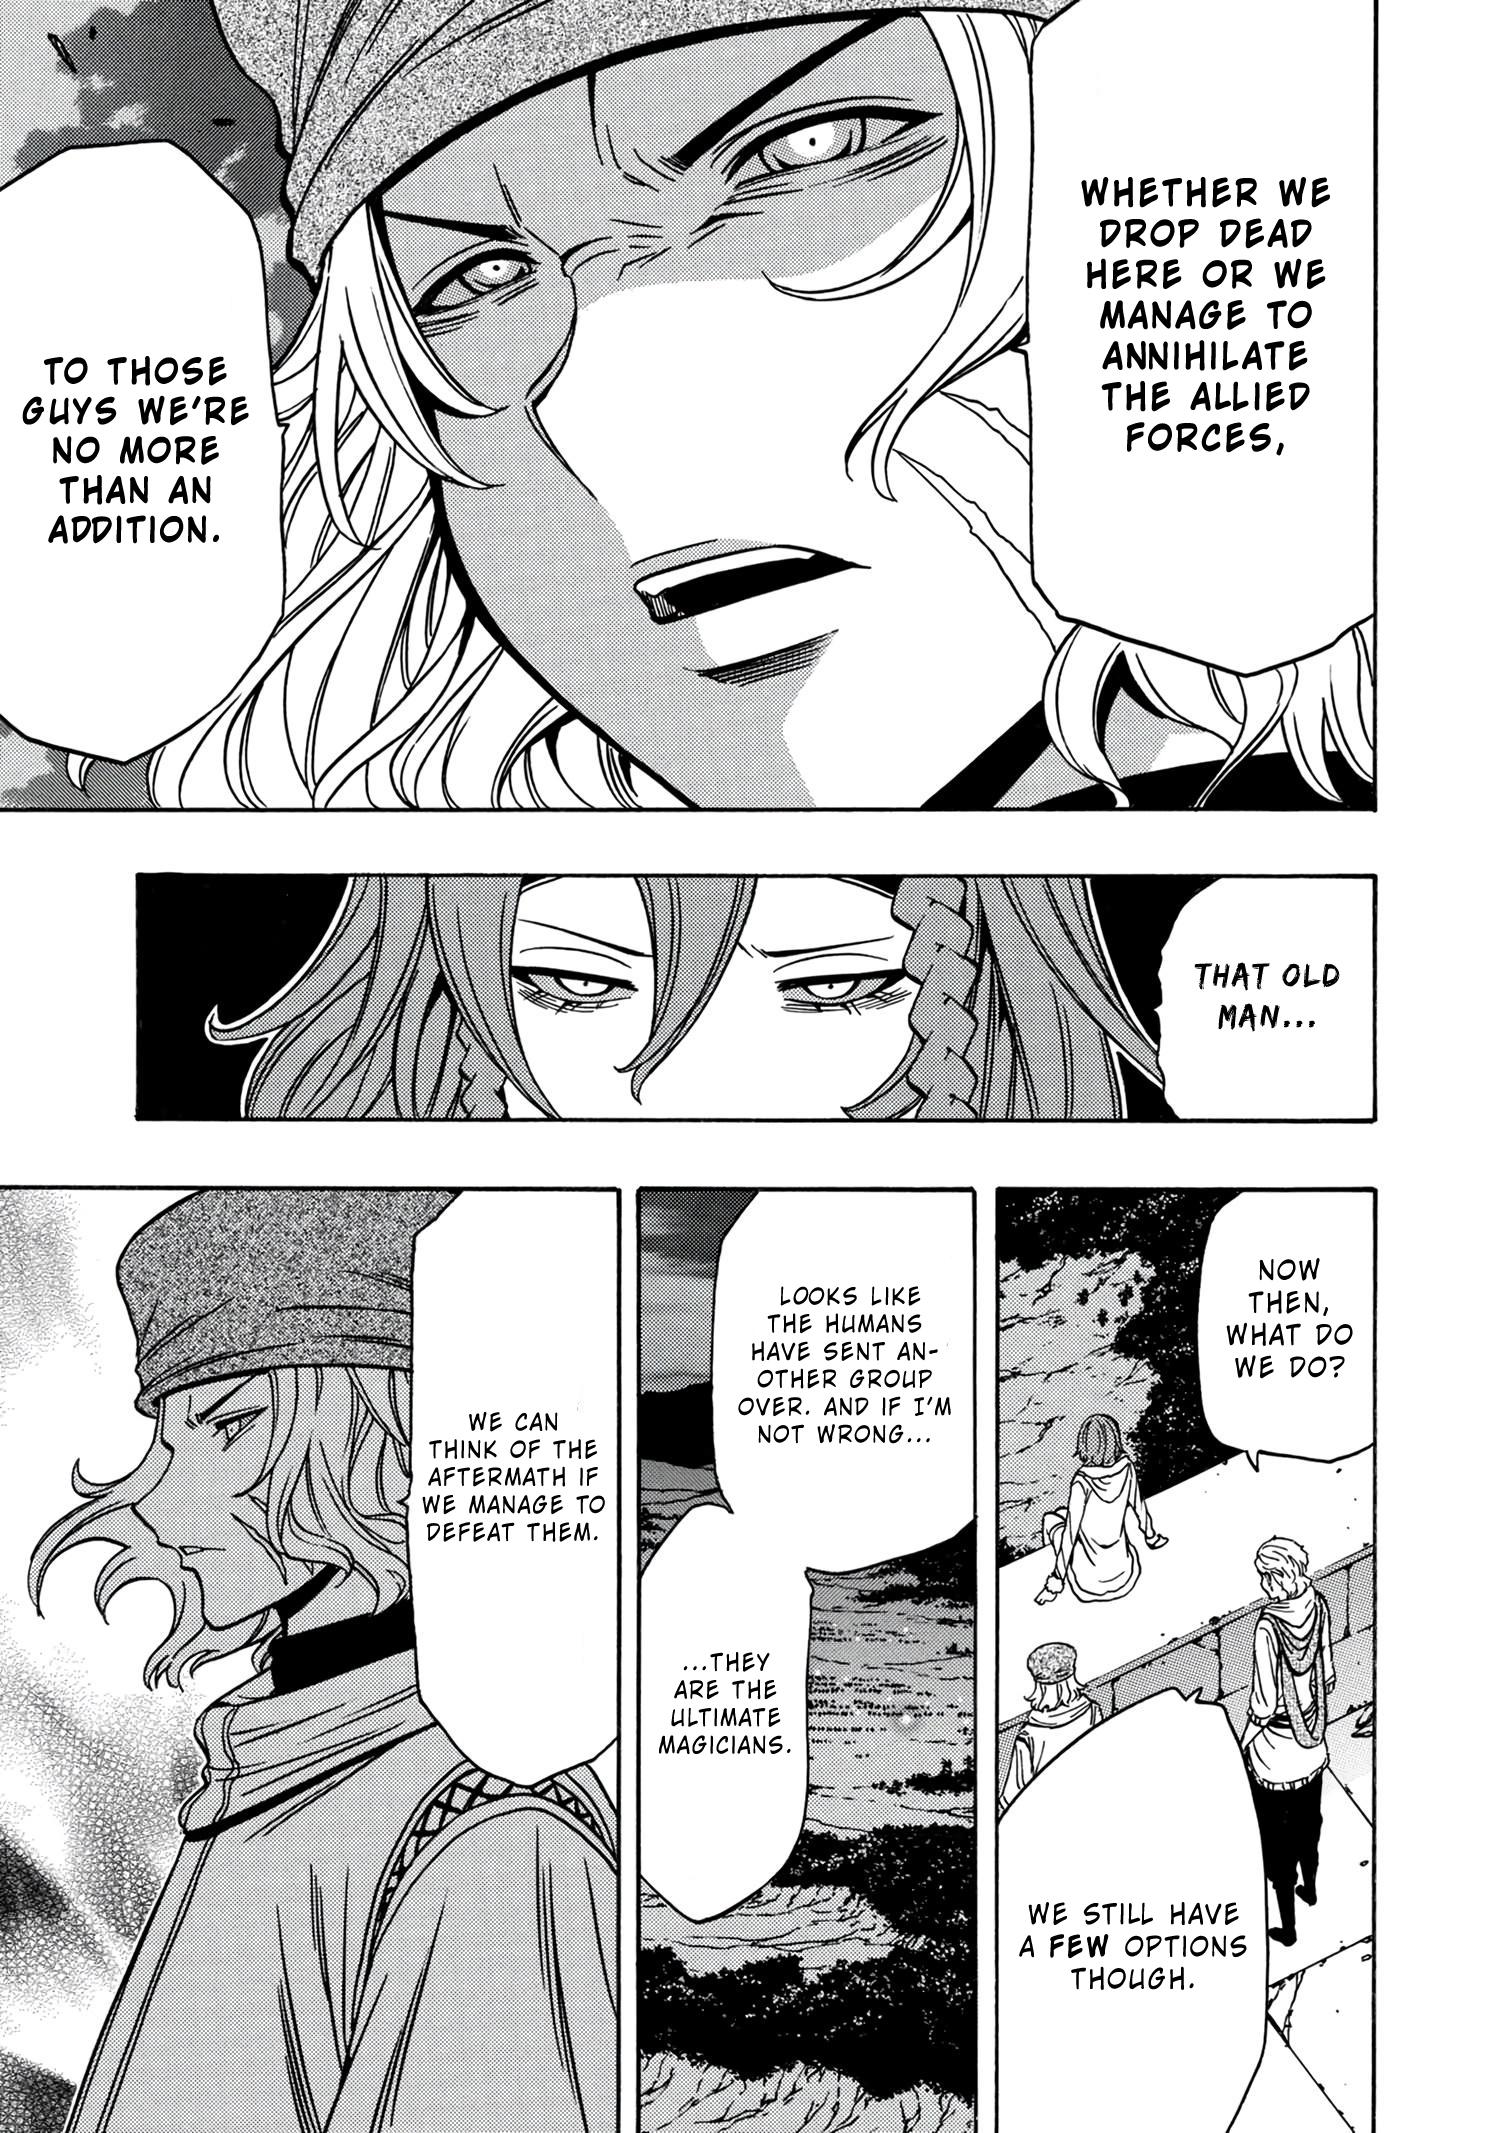 WHETHER WE
DROP DEAD
HERE OR WE
MANAGE TO
ANNIHILATE
THE ALLIED
FORCES,
TO THOSE
GUYS WE'RE
NO MORE
THAN AN
ADDITION.
THAT OLD
MAN...
NOW
THEN,
WHAT DO
WE DO?
WE STILL HAVE
A FEW OPTIONS
THOUGH.
LOOKS LIKE
THE HUMANS
HAVE SENT AN-
OTHER GROUP
OVER. AND IF I'M
NOT WRONG...
...THEY
ARE THE
ULTIMATE
MAGICIANS.
WE CAN
THINK OF THE
AFTERMATH IF
WE MANAGE TO
DEFEAT THEM.